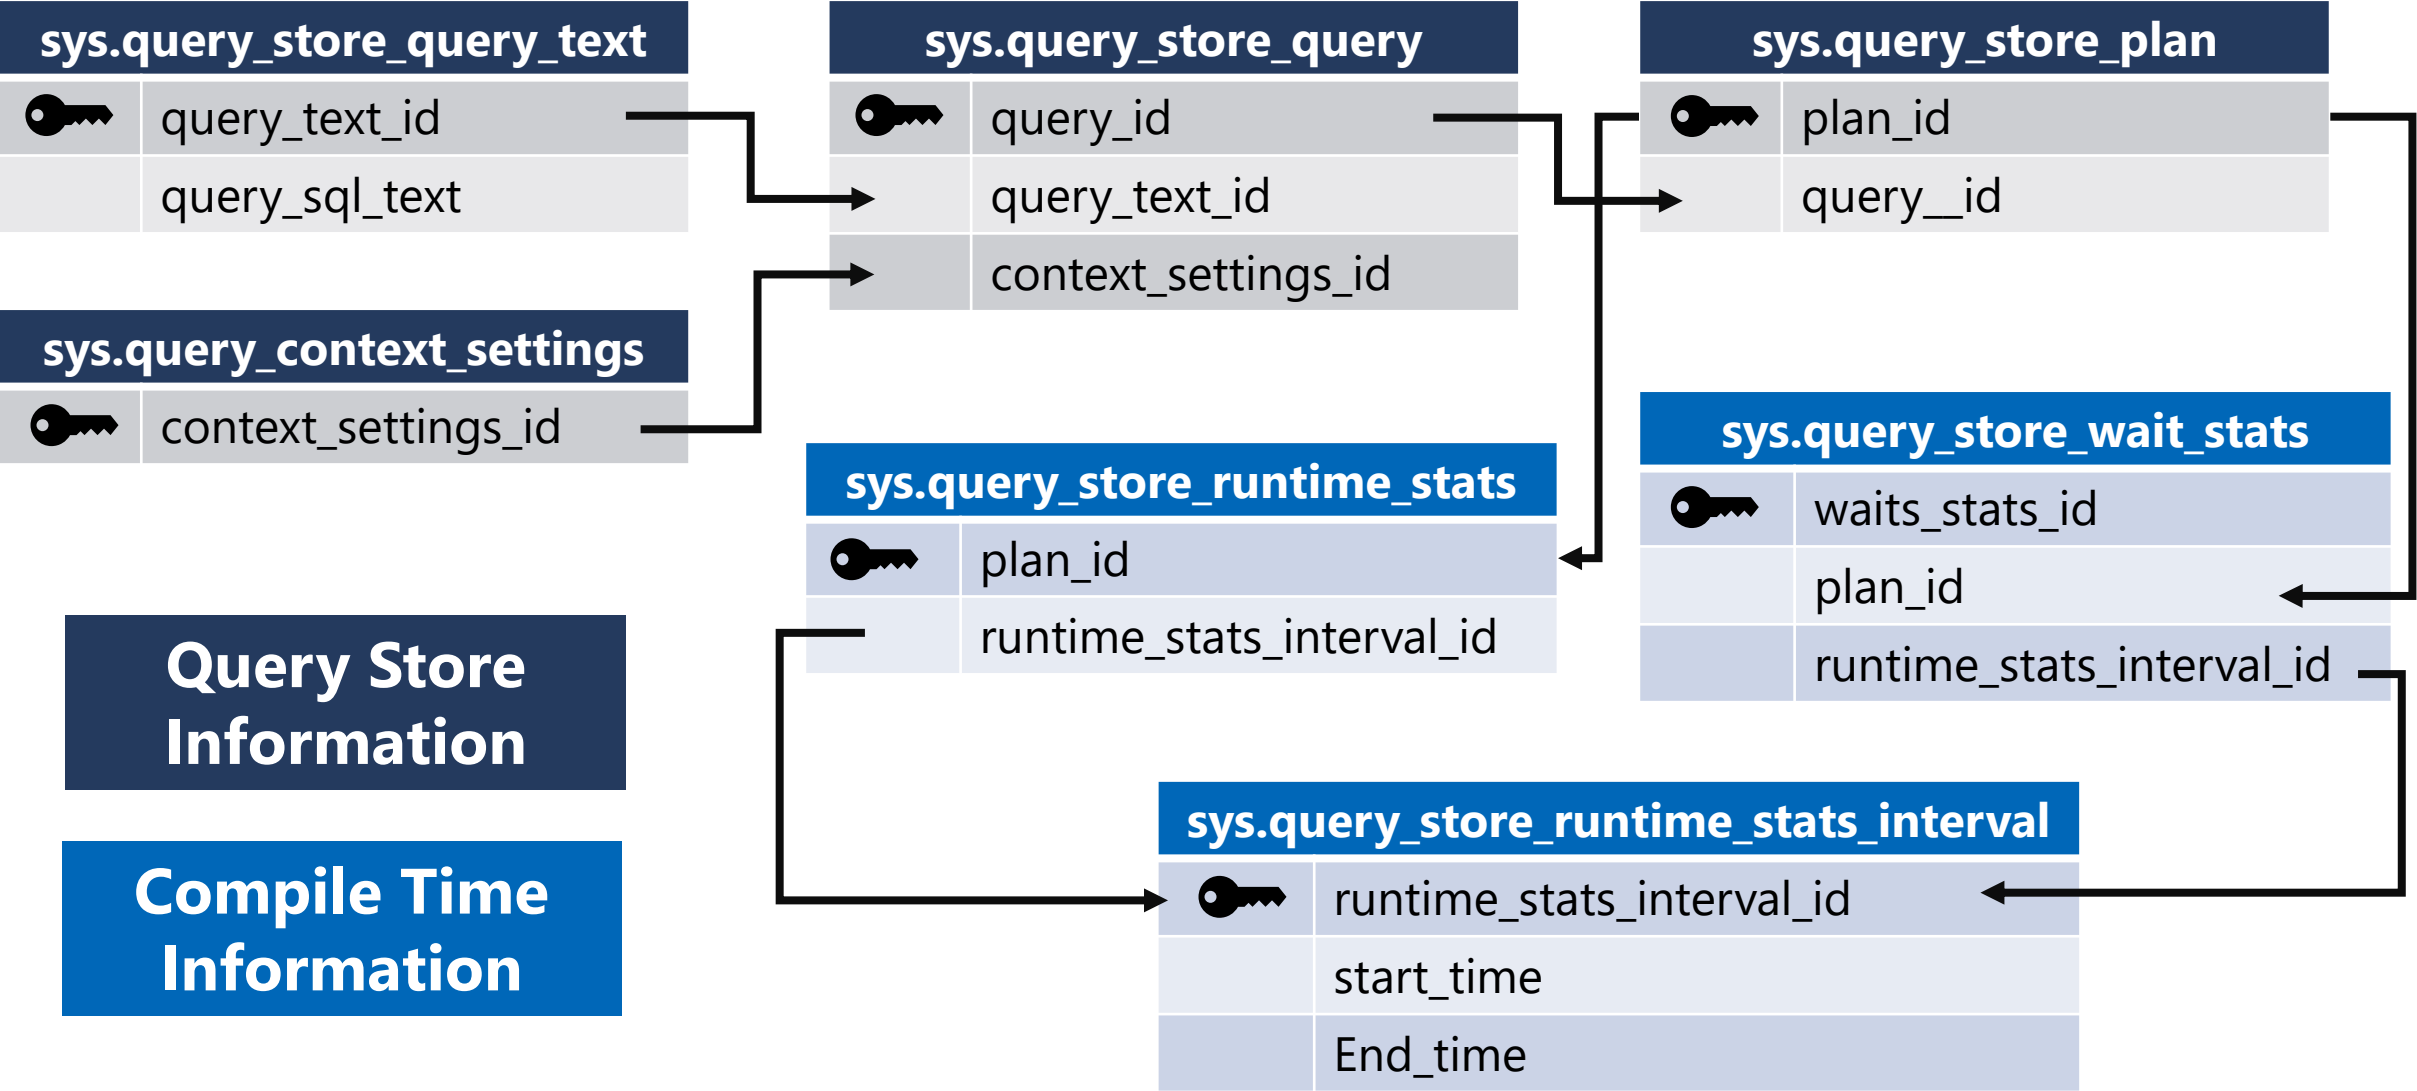 sys.query_store_query_text
query_text_id
query_sql_text
sys.query_context_settings
context_settings_id
sys.query_store_query
query_id
query_text_id
context_settings_id
sys.query_store_plan
plan_id
query__id
sys.query_store_runtime_stats
plan_id
runtime_stats_interval_id
sys.query_store_wait_stats
waits_stats_id
plan_id
runtime_stats_interval_id
sys.query_store_runtime_stats_interval
runtime_stats_interval_id
start_time
End_time
Query Store
Information
Compile Time
Information